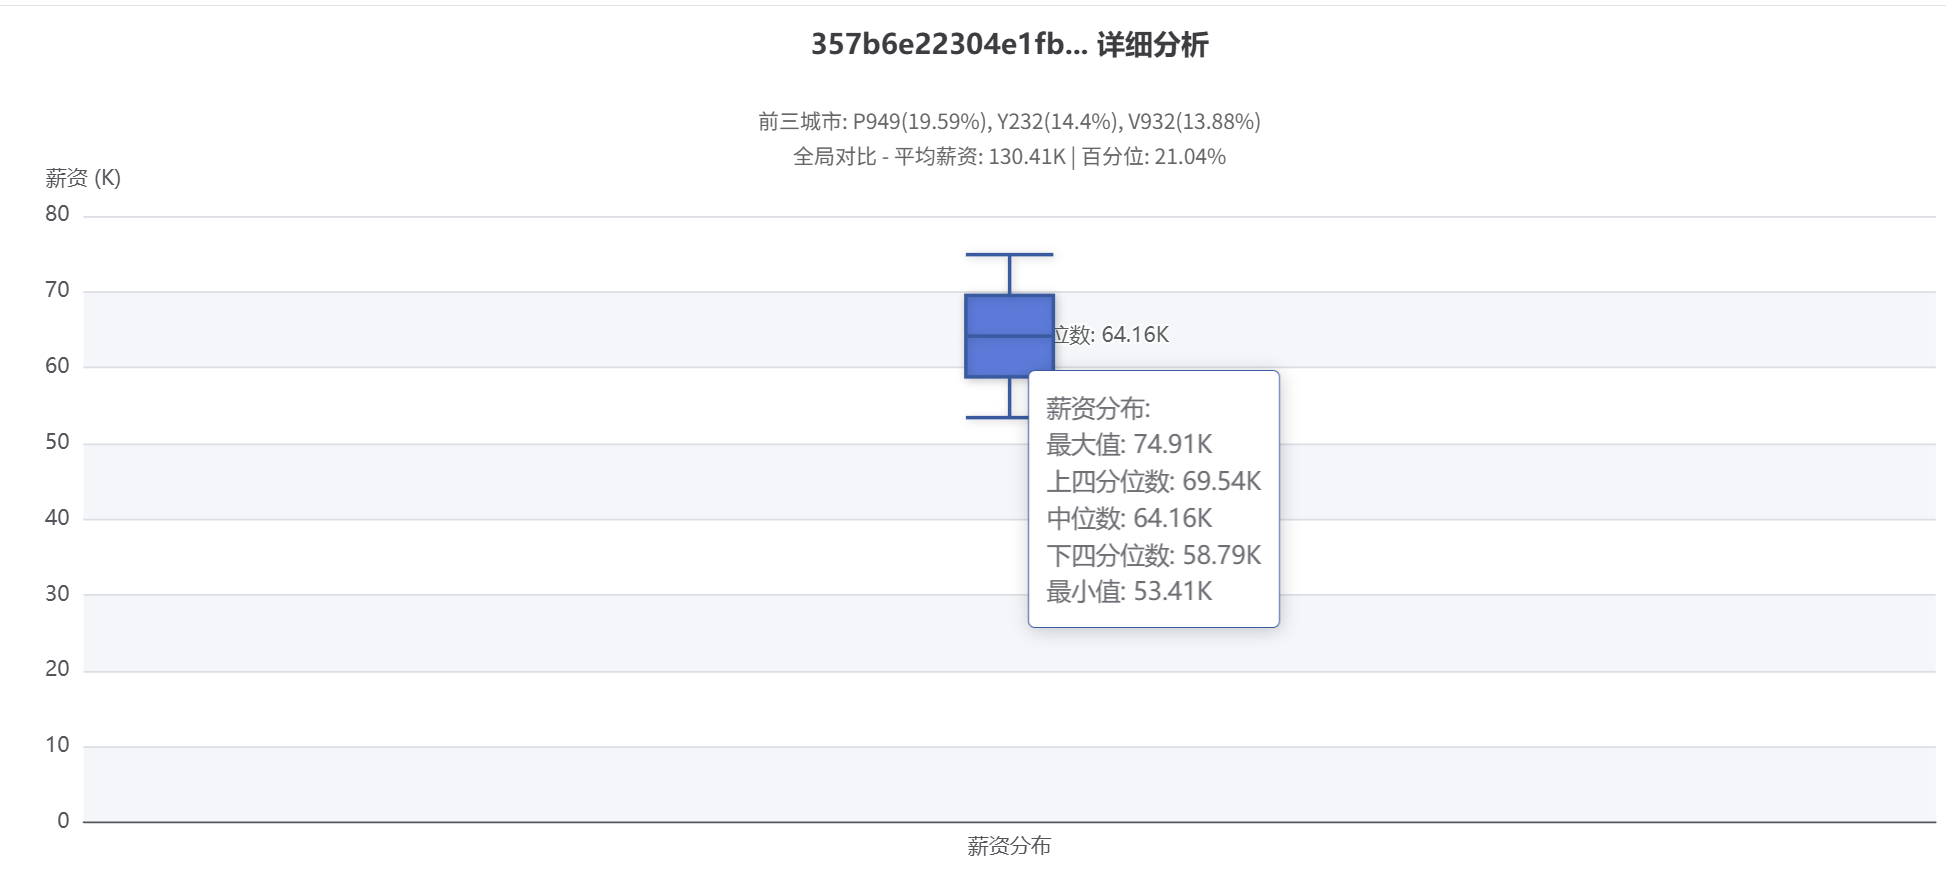 357b6e22304e1fb... 详细分析
前三城市: P949(19.59%), Y232(14.4%), V932(13.88%)
全局对比 - 平均薪资: 130.41K | 百分位: 21.04%
薪资 (K)
80
70
位数: 64.16K
60
50
40
30
20
10
0
薪资分布:
最大值: 74.91K
上四分位数: 69.54K
中位数: 64.16K
下四分位数: 58.79K
最小值: 53.41K
薪资分布